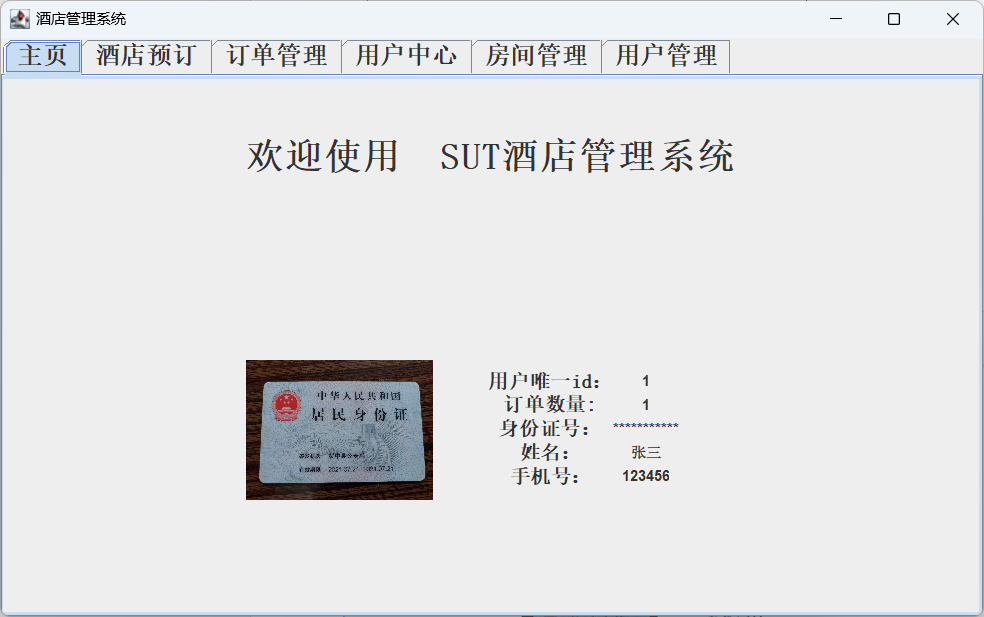 酒店管理系统
主页 酒店预订 订单管理 用户中心 房间管理 用户管理
欢迎使用 SUT酒店管理系统
中华人民共和国
居民身份证
用户唯一id： 1
订单数量： 1
身份证号： ***********
姓名： 张三
手机号： 123456